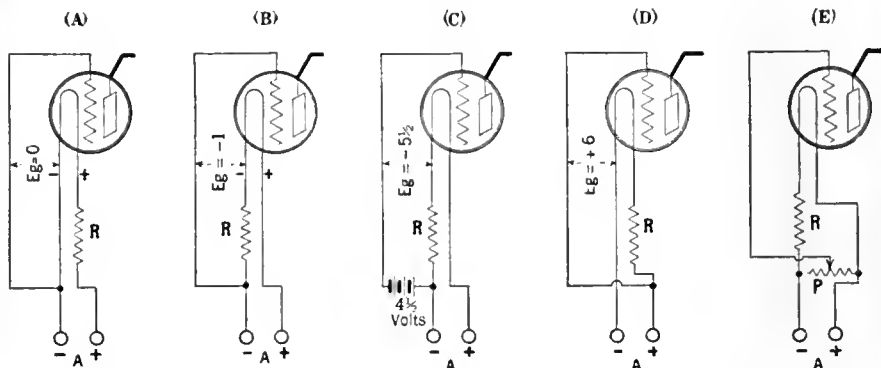 (A)
Eg=0
- +
R
- A +
(B)
Eg = -1
- +
R
- A +
(C)
Eg = -5½
R
4½
Volts
- A +
(D)
Eg = +6
R
- A +
(E)
R
P
- A +